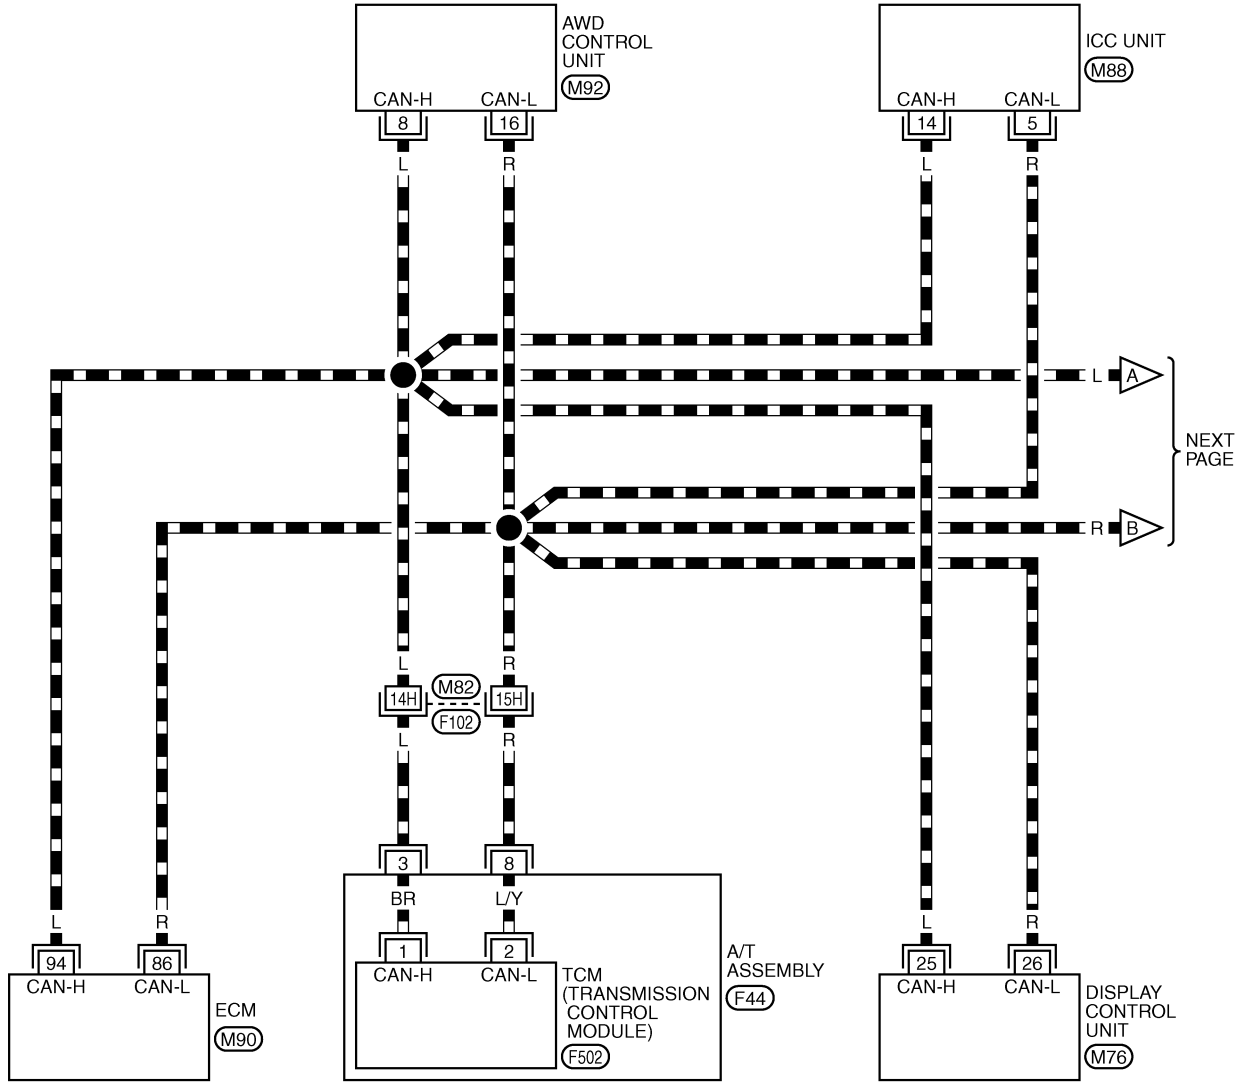 AWD
CONTROL
UNIT
M92
CAN-H CAN-L
8 16
L R
ICC UNIT
M88
CAN-H CAN-L
14 5
L R
L A
NEXT
PAGE
R B
L R
M82
14H 15H
F102
L R
3 8
BR L/Y
1 2
CAN-H CAN-L
TCM
(TRANSMISSION
CONTROL
MODULE)
F502
A/T
ASSEMBLY
F44
L R
94 86
CAN-H CAN-L
ECM
M90
L R
25 26
CAN-H CAN-L
DISPLAY
CONTROL
UNIT
M76